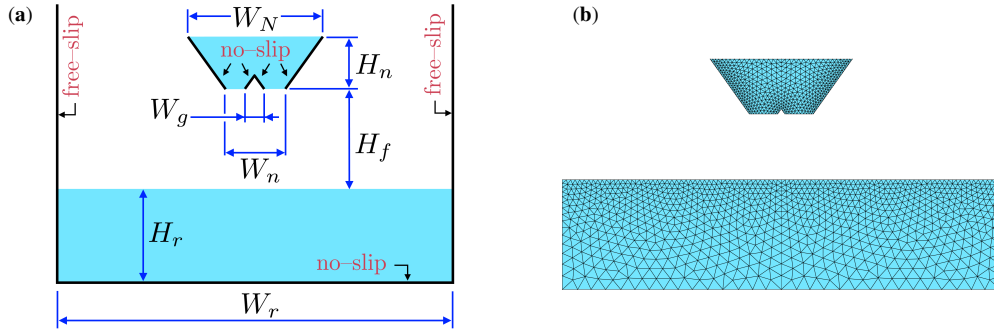 (a)
W_N
no–slip
H_n
free–slip
free–slip
W_g
W_n
H_f
H_r
no–slip
W_r
(b)